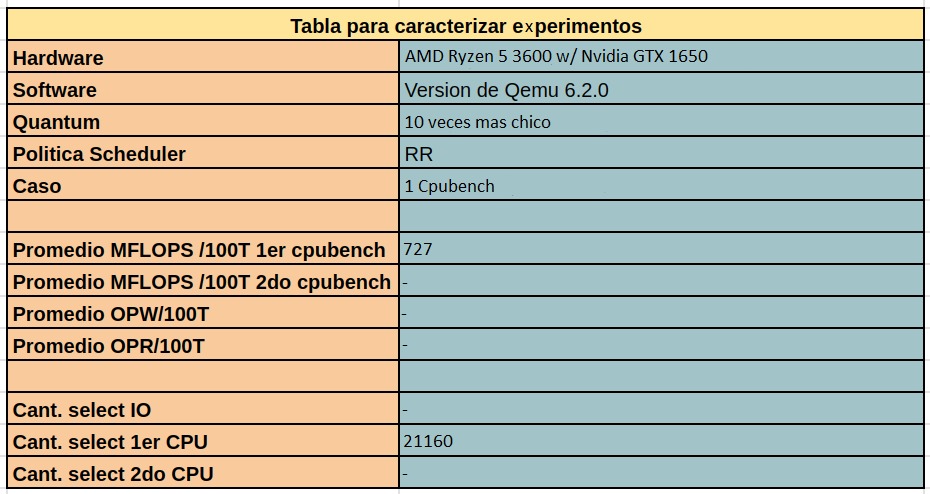 Tabla para caracterizar experimentos
Hardware AMD Ryzen 5 3600 w/ Nvidia GTX 1650
Software Version de Qemu 6.2.0
Quantum 10 veces mas chico
Politica Scheduler RR
Caso 1 Cpubench
Promedio MFLOPS /100T 1er cpubench 727
Promedio MFLOPS /100T 2do cpubench -
Promedio OPW/100T -
Promedio OPR/100T -
Cant. select IO -
Cant. select 1er CPU 21160
Cant. select 2do CPU -